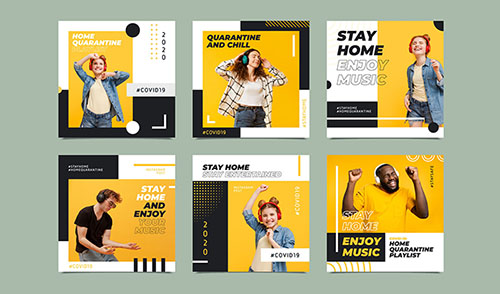 HOME
QUARANTINE
PLAYLIST
2020
#COVID19
QUARANTINE
AND CHILL
#COVID19
STAY
HOME
ENJOY
MUSIC
#STAYHOME
#HOMEQUARANTINE
#STAYHOME
#HOMEQUARANTINE
STAY
HOME
AND
ENJOY
YOUR
MUSIC
STAY HOME
STAY ENTERTAINED
2020
#COVID19
#STAYSAFE
STAY
HOME
ENJOY
MUSIC
HOME
QUARANTINE
PLAYLIST